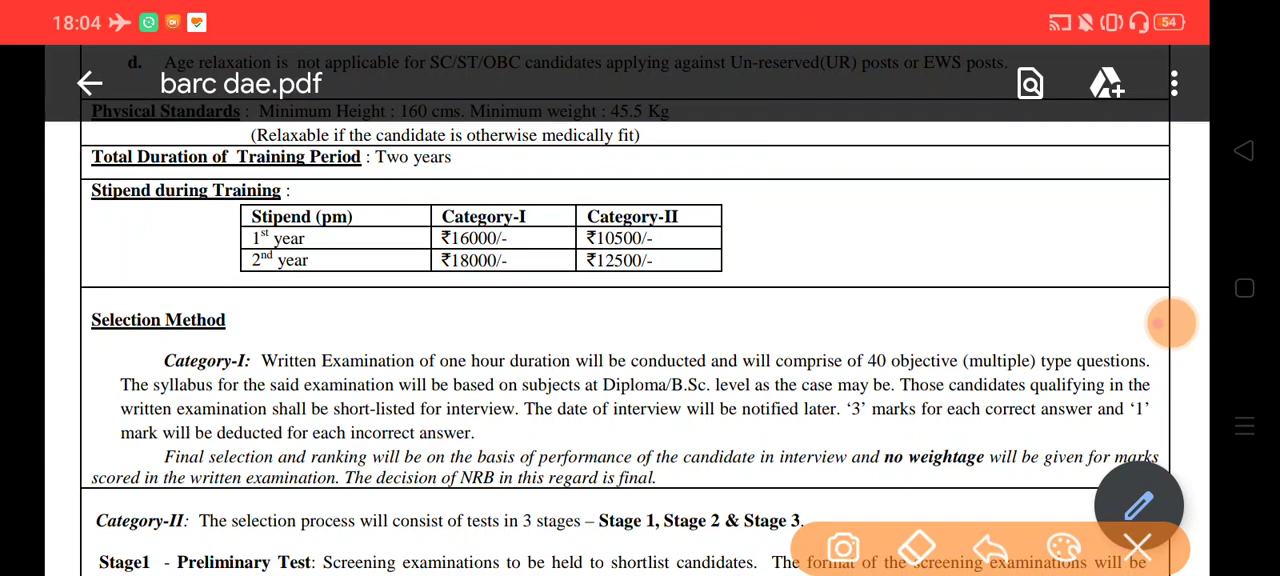 18:04 54
d. Age relaxation is not applicable for SC/ST/OBC candidates applying against Un-reserved(UR) posts or EWS posts.
barc dae.pdf
Physical Standards : Minimum Height : 160 cms. Minimum weight : 45.5 Kg
(Relaxable if the candidate is otherwise medically fit)
Total Duration of Training Period : Two years
Stipend during Training :
Stipend (pm) Category-I Category-II
1st year ₹16000/- ₹10500/-
2nd year ₹18000/- ₹12500/-
Selection Method
Category-I: Written Examination of one hour duration will be conducted and will comprise of 40 objective (multiple) type questions.
The syllabus for the said examination will be based on subjects at Diploma/B.Sc. level as the case may be. Those candidates qualifying in the
written examination shall be short-listed for interview. The date of interview will be notified later. ‘3’ marks for each correct answer and ‘1’
mark will be deducted for each incorrect answer.
Final selection and ranking will be on the basis of performance of the candidate in interview and no weightage will be given for marks
scored in the written examination. The decision of NRB in this regard is final.
Category-II: The selection process will consist of tests in 3 stages – Stage 1, Stage 2 & Stage 3.
Stage1 - Preliminary Test: Screening examinations to be held to shortlist candidates. The format of the screening examinations will be